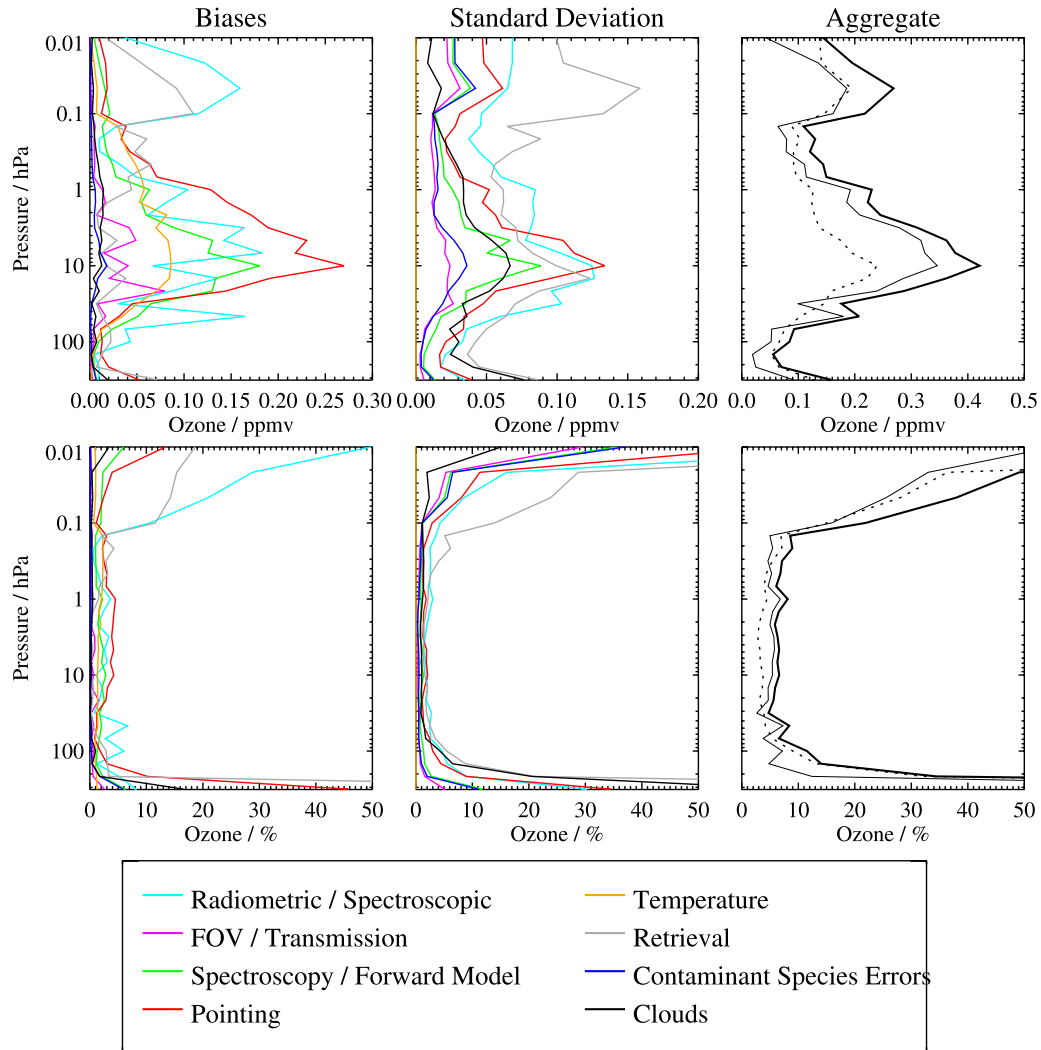 Biases Standard Deviation Aggregate
0.01
0.1
1
10
100
Pressure / hPa
0.00 0.05 0.10 0.15 0.20 0.25 0.30
Ozone / ppmv
0.00 0.05 0.10 0.15 0.20
Ozone / ppmv
0.0 0.1 0.2 0.3 0.4 0.5
Ozone / ppmv
0.01
0.1
1
10
100
Pressure / hPa
0 10 20 30 40 50
Ozone / %
0 10 20 30 40 50
Ozone / %
0 10 20 30 40 50
Ozone / %
Radiometric / Spectroscopic
FOV / Transmission
Spectroscopy / Forward Model
Pointing
Temperature
Retrieval
Contaminant Species Errors
Clouds